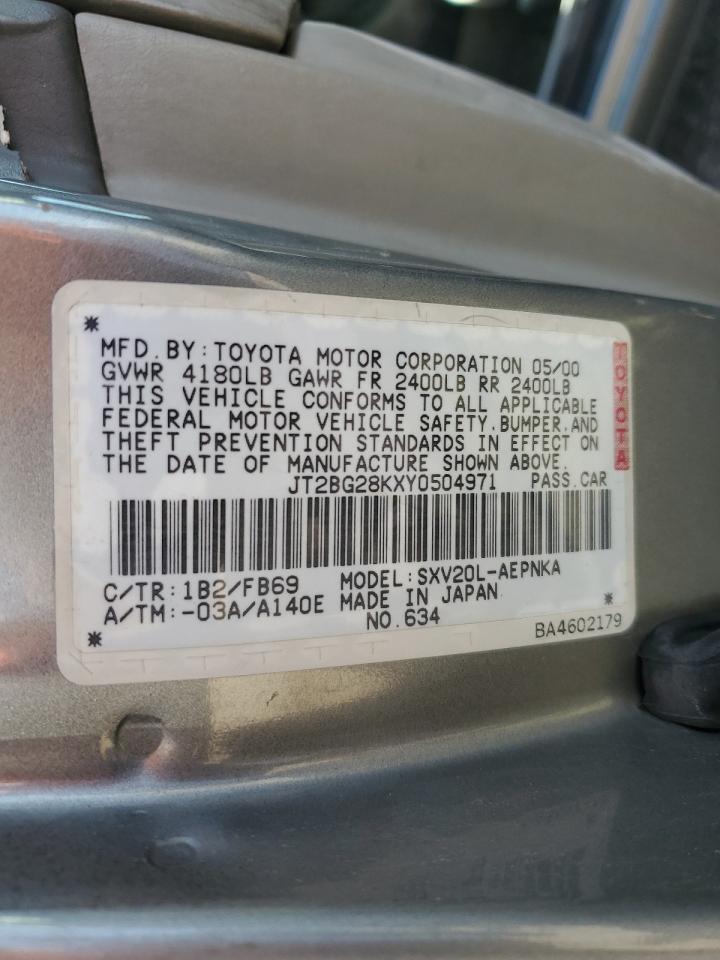 MFD.BY:TOYOTA MOTOR CORPORATION 05/00
GVWR 4180LB GAWR FR 2400LB RR 2400LB
THIS VEHICLE CONFORMS TO ALL APPLICABLE
FEDERAL MOTOR VEHICLE SAFETY,BUMPER,AND
THEFT PREVENTION STANDARDS IN EFFECT ON
THE DATE OF MANUFACTURE SHOWN ABOVE.
JT2BG28KXY0504971 PASS.CAR
TOYOTA
C/TR:1B2/FB69 MODEL:SXV20L-AEPNKA
A/TM:-03A/A140E MADE IN JAPAN
NO.634
BA4602179